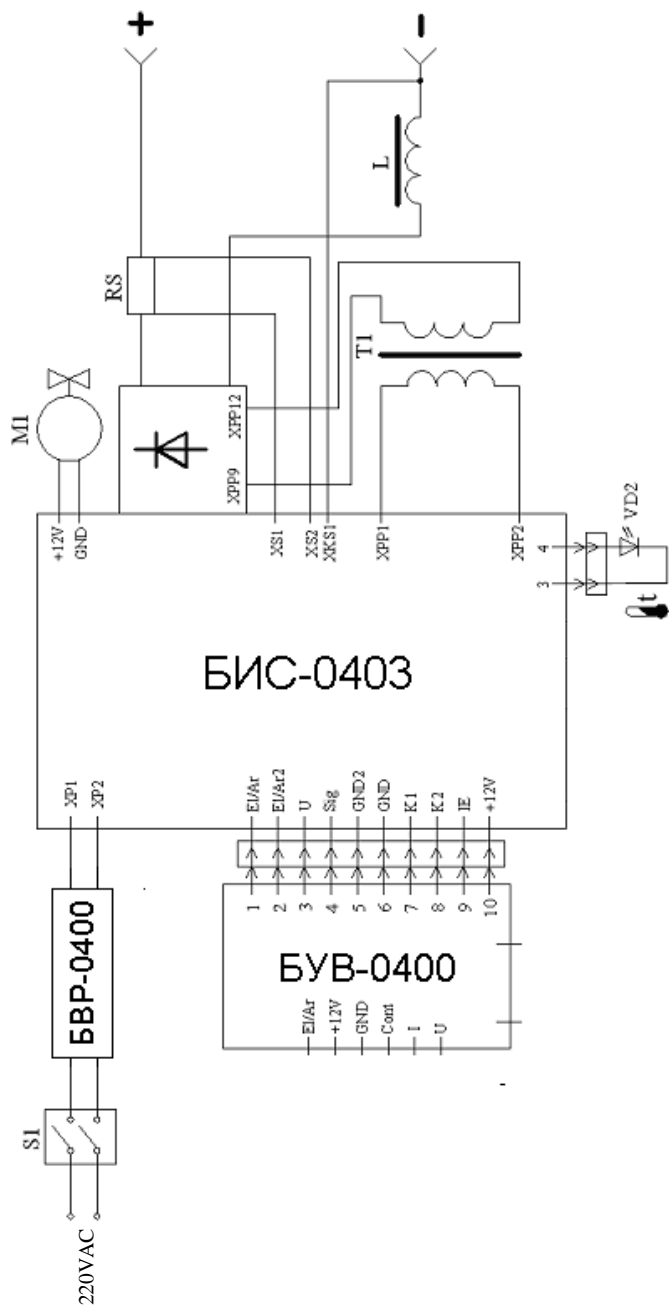 220VAC
S1
БВР-0400
XP1
XP2
БИС-0403
+12V
GND
M1
XPP9
XPP12
RS
+
-
XS1
XS2
XKS1
XPP1
XPP2
T1
L
3
4
VD2
t
БУВ-0400
El/Ar
+12V
GND
Cont
I
U
1
2
3
4
5
6
7
8
9
10
El/Ar
El/Ar2
U
Sig
GND2
GND
K1
K2
IE
+12V